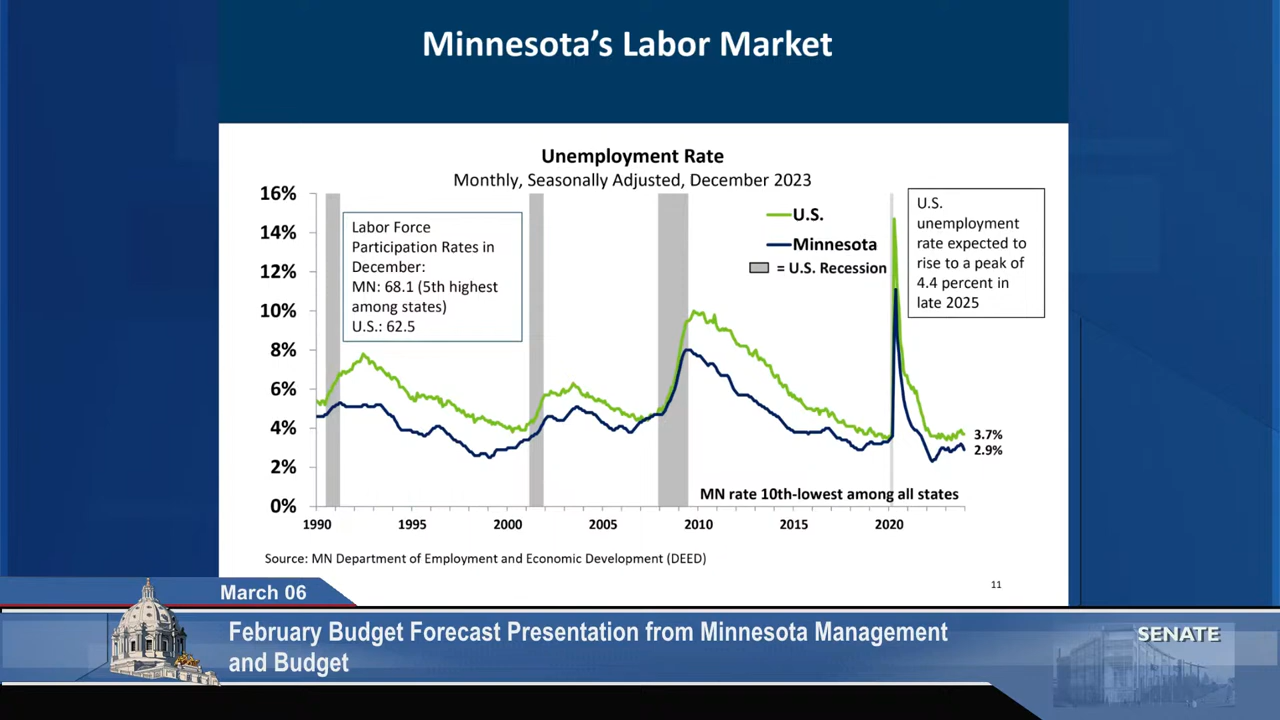 Minnesota’s Labor Market
Unemployment Rate
Monthly, Seasonally Adjusted, December 2023
16%
14%
12%
10%
8%
6%
4%
2%
0%
Labor Force
Participation Rates in
December:
MN: 68.1 (5th highest
among states)
U.S.: 62.5
U.S.
Minnesota
= U.S. Recession
U.S.
unemployment
rate expected to
rise to a peak of
4.4 percent in
late 2025
3.7%
2.9%
MN rate 10th-lowest among all states
1990 1995 2000 2005 2010 2015 2020
Source: MN Department of Employment and Economic Development (DEED)
11
March 06
February Budget Forecast Presentation from Minnesota Management
and Budget
SENATE